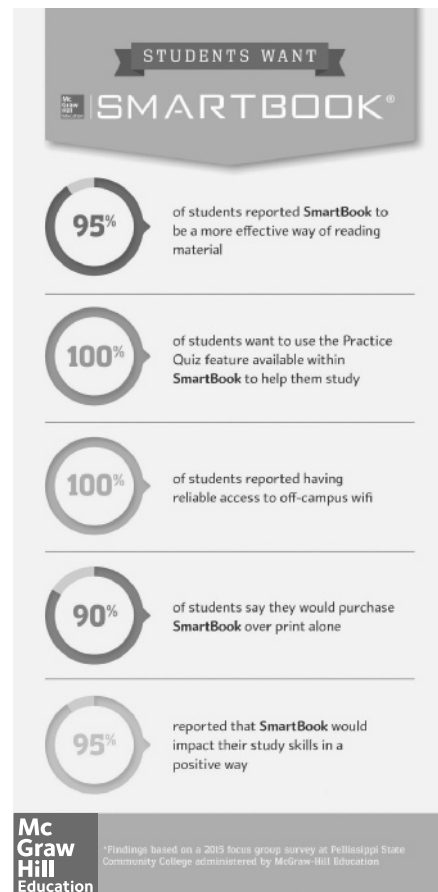 STUDENTS WANT
Mc
Graw
Hill
Education
SMARTBOOK®
95%
of students reported SmartBook to
be a more effective way of reading
material
100%
of students want to use the Practice
Quiz feature available within
SmartBook to help them study
100%
of students reported having
reliable access to off-campus wifi
90%
of students say they would purchase
SmartBook over print alone
95%
reported that SmartBook would
impact their study skills in a
positive way
Mc
Graw
Hill
Education
*Findings based on a 2015 focus group survey at Pellissippi State
Community College administered by McGraw-Hill Education